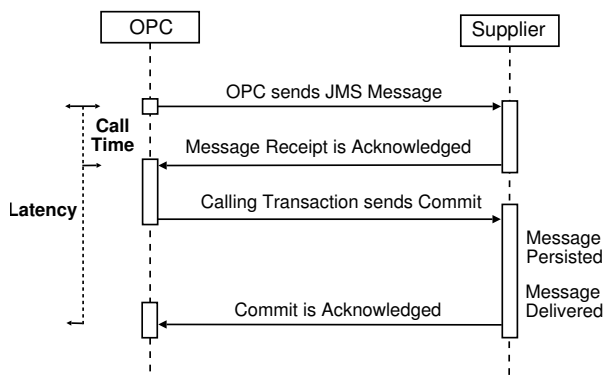 OPC
Supplier
OPC sends JMS Message
Call
Time
Message Receipt is Acknowledged
Calling Transaction sends Commit
Latency
Message
Persisted
Message
Delivered
Commit is Acknowledged